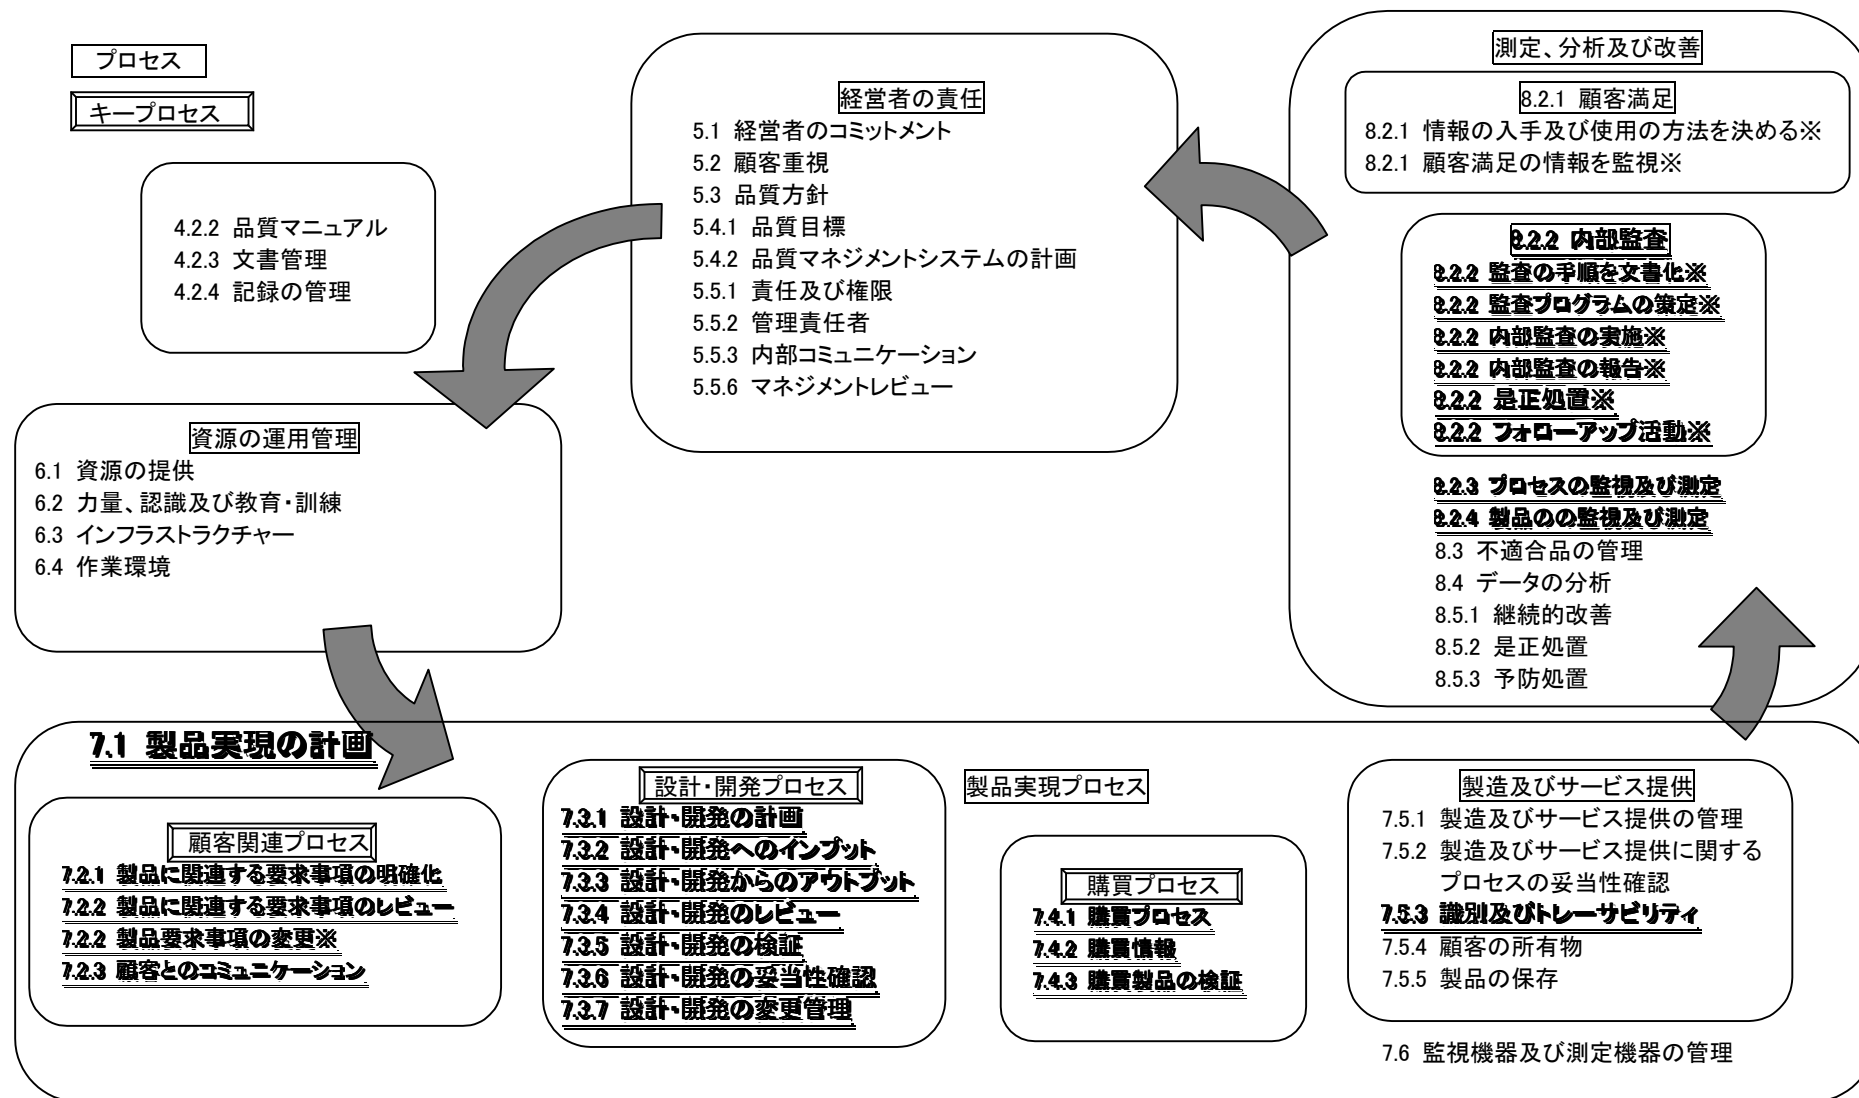 プロセス
キープロセス
4.2.2 品質マニュアル
4.2.3 文書管理
4.2.4 記録の管理
経営者の責任
5.1 経営者のコミットメント
5.2 顧客重視
5.3 品質方針
5.4.1 品質目標
5.4.2 品質マネジメントシステムの計画
5.5.1 責任及び権限
5.5.2 管理責任者
5.5.3 内部コミュニケーション
5.5.6 マネジメントレビュー
測定、分析及び改善
8.2.1 顧客満足
8.2.1 情報の入手及び使用の方法を決める※
8.2.1 顧客満足の情報を監視※
8.2.2 内部監査
8.2.2 監査の手順を文書化※
8.2.2 監査プログラムの策定※
8.2.2 内部監査の実施※
8.2.2 内部監査の報告※
8.2.2 是正処置※
8.2.2 フォローアップ活動※
8.2.3 プロセスの監視及び測定
8.2.4 製品のの監視及び測定
8.3 不適合品の管理
8.4 データの分析
8.5.1 継続的改善
8.5.2 是正処置
8.5.3 予防処置
資源の運用管理
6.1 資源の提供
6.2 力量、認識及び教育・訓練
6.3 インフラストラクチャー
6.4 作業環境
7.1 製品実現の計画
顧客関連プロセス
7.2.1 製品に関連する要求事項の明確化
7.2.2 製品に関連する要求事項のレビュー
7.2.2 製品要求事項の変更※
7.2.3 顧客とのコミュニケーション
設計・開発プロセス
7.3.1 設計・開発の計画
7.3.2 設計・開発へのインプット
7.3.3 設計・開発からのアウトプット
7.3.4 設計・開発のレビュー
7.3.5 設計・開発の検証
7.3.6 設計・開発の妥当性確認
7.3.7 設計・開発の変更管理
製品実現プロセス
購買プロセス
7.4.1 購買プロセス
7.4.2 購買情報
7.4.3 購買製品の検証
製造及びサービス提供
7.5.1 製造及びサービス提供の管理
7.5.2 製造及びサービス提供に関する
プロセスの妥当性確認
7.5.3 識別及びトレーサビリティ
7.5.4 顧客の所有物
7.5.5 製品の保存
7.6 監視機器及び測定機器の管理